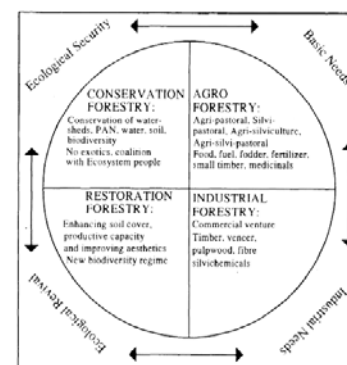 Ecological Security
Basic Needs
CONSERVATION
FORESTRY:
Conservation of water-
sheds, PAN, water, soil,
biodiversity
No exotics, coalition
with Ecosystem people
AGRO
FORESTRY:
Agri-pastoral, Silvi-
pastoral, Agri-silviculture,
Agri-silvi-pastoral
Food, fuel, fodder, fertilizer,
small timber, medicinals
RESTORATION
FORESTRY:
Enhancing soil cover,
productive capacity
and improving aesthetics
New biodiversity regime
INDUSTRIAL
FORESTRY:
Commercial venture
Timber, veneer,
pulpwood, fibre
silvichemicals
Ecological Revival
Industrial Needs